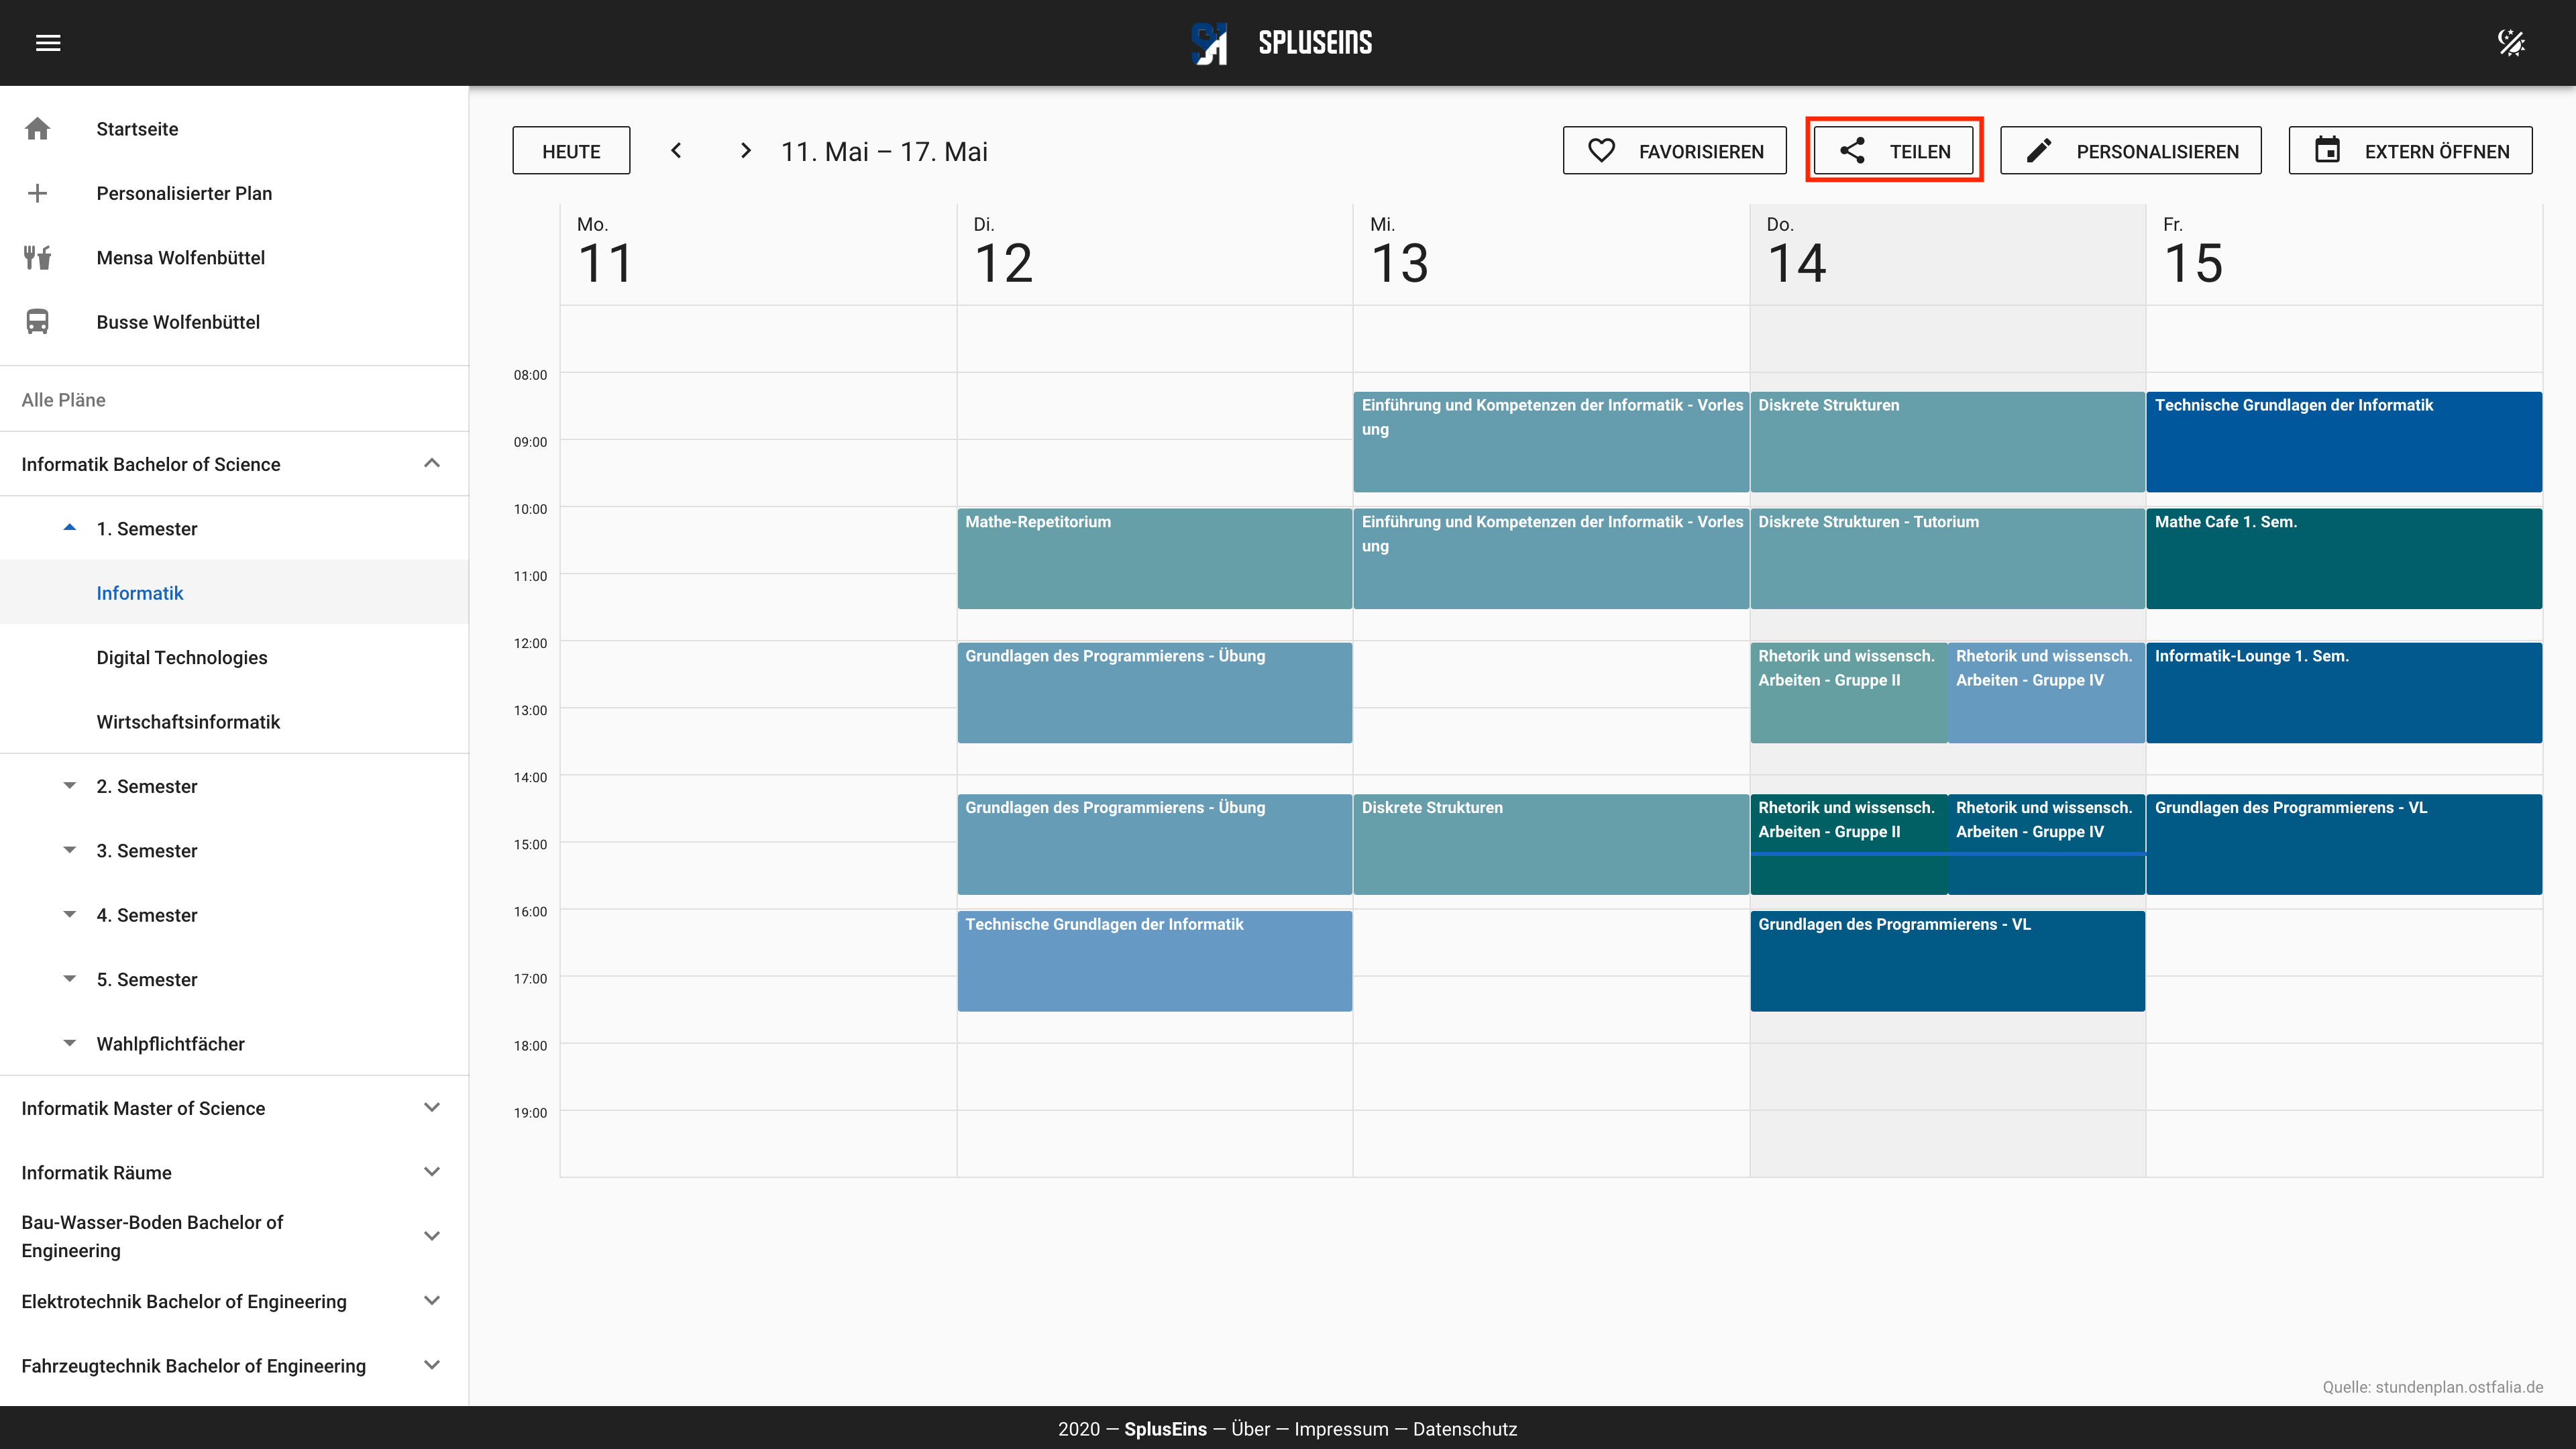 SPLUSEINS
Startseite
Personalisierter Plan
Mensa Wolfenbüttel
Busse Wolfenbüttel
Alle Pläne
Informatik Bachelor of Science
1. Semester
Informatik
Digital Technologies
Wirtschaftsinformatik
2. Semester
3. Semester
4. Semester
5. Semester
Wahlpflichtfächer
Informatik Master of Science
Informatik Räume
Bau-Wasser-Boden Bachelor of
Engineering
Elektrotechnik Bachelor of Engineering
Fahrzeugtechnik Bachelor of Engineering
HEUTE
11. Mai – 17. Mai
FAVORISIEREN
TEILEN
PERSONALISIEREN
EXTERN ÖFFNEN
Mo.
11
Di.
12
Mi.
13
Do.
14
Fr.
15
08:00
09:00
10:00
11:00
12:00
13:00
14:00
15:00
16:00
17:00
18:00
19:00
Mathe-Repetitorium
Grundlagen des Programmierens - Übung
Grundlagen des Programmierens - Übung
Technische Grundlagen der Informatik
Einführung und Kompetenzen der Informatik - Vorles
ung
Einführung und Kompetenzen der Informatik - Vorles
ung
Diskrete Strukturen
Diskrete Strukturen
Diskrete Strukturen - Tutorium
Rhetorik und wissensch.
Arbeiten - Gruppe II
Rhetorik und wissensch.
Arbeiten - Gruppe IV
Rhetorik und wissensch.
Arbeiten - Gruppe II
Rhetorik und wissensch.
Arbeiten - Gruppe IV
Grundlagen des Programmierens - VL
Technische Grundlagen der Informatik
Mathe Cafe 1. Sem.
Informatik-Lounge 1. Sem.
Grundlagen des Programmierens - VL
Quelle: stundenplan.ostfalia.de
2020 — SplusEins — Über — Impressum — Datenschutz